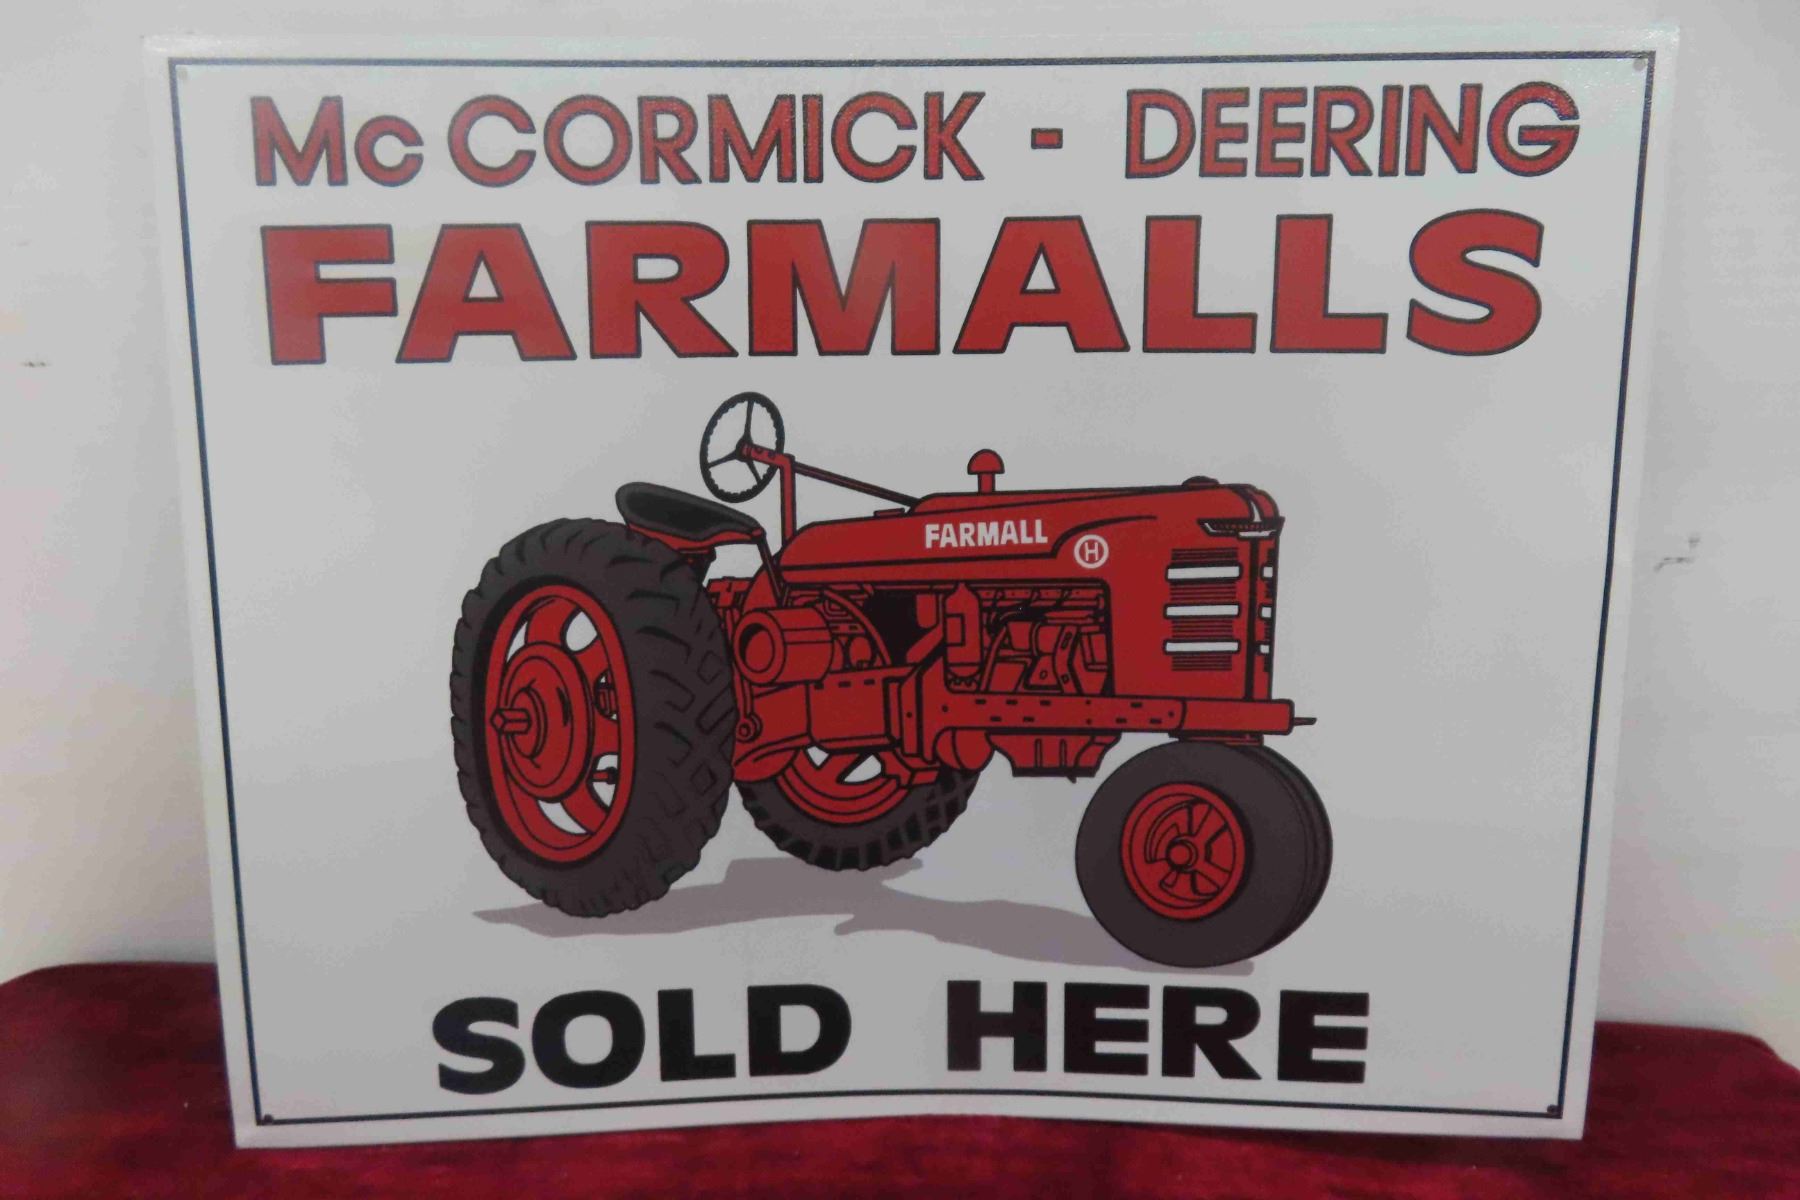 Mc CORMICK - DEERING
FARMALLS
FARMALL
H
SOLD HERE